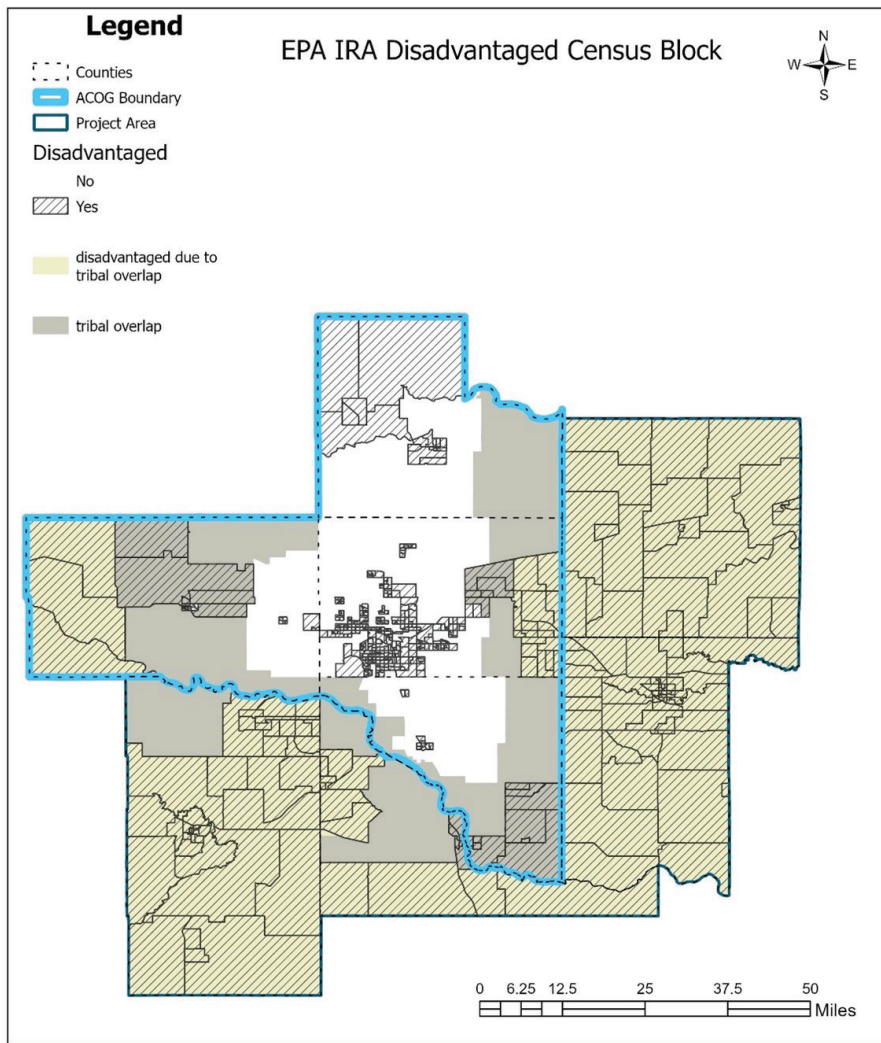 Legend
EPA IRA Disadvantaged Census Block
N
W E
S
Counties
ACOG Boundary
Project Area
Disadvantaged
No
Yes
disadvantaged due to
tribal overlap
tribal overlap
0 6.25 12.5 25 37.5 50
Miles